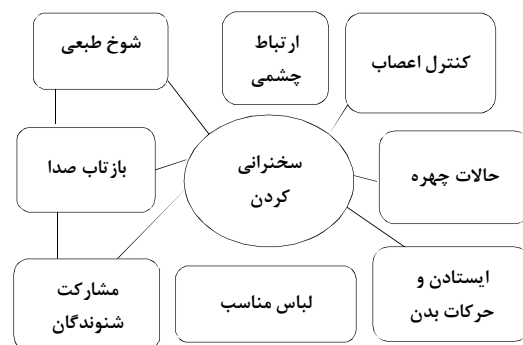 کنترل اعصاب
ارتباط
چشمی
شوخ طبعی
سخنرانی
کردن
حالات چهره
بازتاب صدا
ایستادن و
حرکات بدن
لباس مناسب
مشارکت
شنوندگان